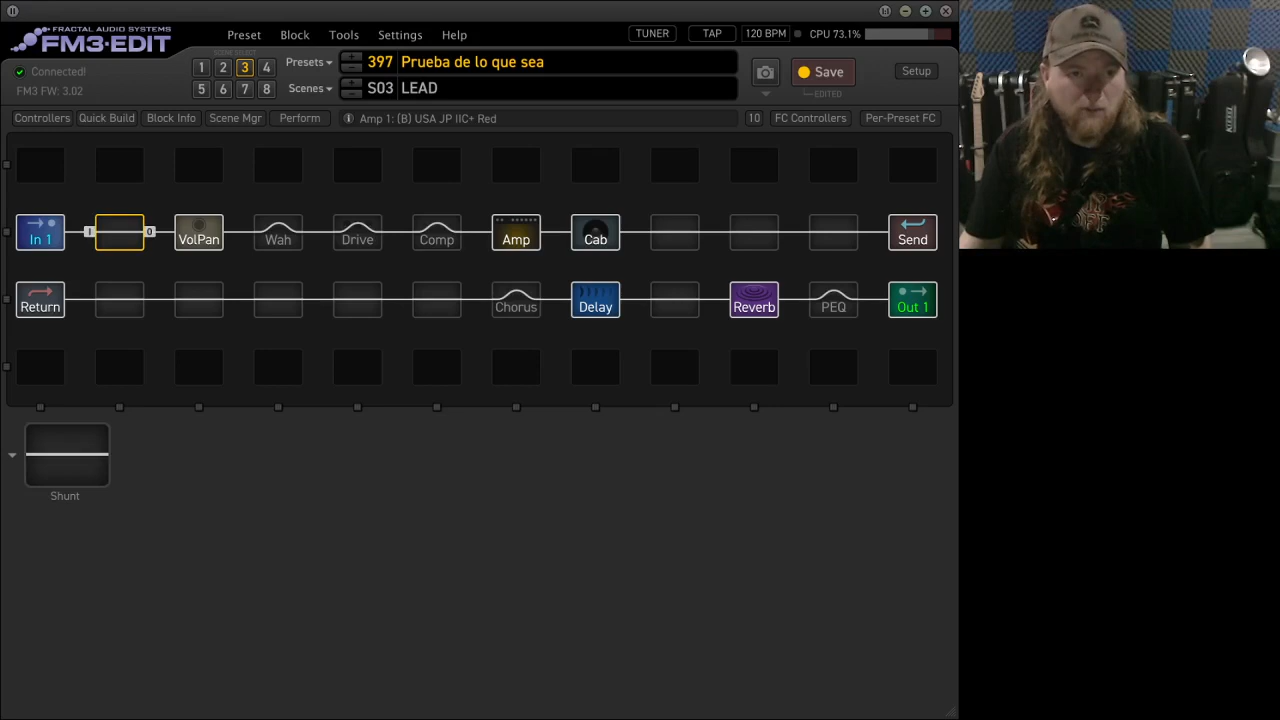 FRACTAL AUDIO SYSTEMS
FM3-EDIT
Preset Block Tools Settings Help
TUNER TAP 120 BPM CPU 73.1%
Connected!
FM3 FW: 3.02
SCENE SELECT
1 2 3 4
5 6 7 8
Presets 397 Prueba de lo que sea
Scenes S03 LEAD
Save
EDITED
Setup
Controllers Quick Build Block Info Scene Mgr Perform Amp 1: (B) USA JP IIC+ Red 10 FC Controllers Per-Preset FC
In 1 I O VolPan Wah Drive Comp Amp Cab Send
Return Chorus Delay Reverb PEQ Out 1
Shunt